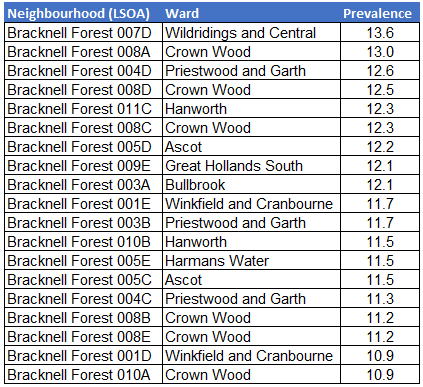 Neighbourhood (LSOA) Ward Prevalence
Bracknell Forest 007D Wildridings and Central 13.6
Bracknell Forest 008A Crown Wood 13.0
Bracknell Forest 004D Priestwood and Garth 12.6
Bracknell Forest 008D Crown Wood 12.5
Bracknell Forest 011C Hanworth 12.3
Bracknell Forest 008C Crown Wood 12.3
Bracknell Forest 005D Ascot 12.2
Bracknell Forest 009E Great Hollands South 12.1
Bracknell Forest 003A Bullbrook 12.1
Bracknell Forest 001E Winkfield and Cranbourne 11.7
Bracknell Forest 003B Priestwood and Garth 11.7
Bracknell Forest 010B Hanworth 11.5
Bracknell Forest 005E Harmans Water 11.5
Bracknell Forest 005C Ascot 11.5
Bracknell Forest 004C Priestwood and Garth 11.3
Bracknell Forest 008B Crown Wood 11.2
Bracknell Forest 008E Crown Wood 11.2
Bracknell Forest 001D Winkfield and Cranbourne 10.9
Bracknell Forest 010A Crown Wood 10.9